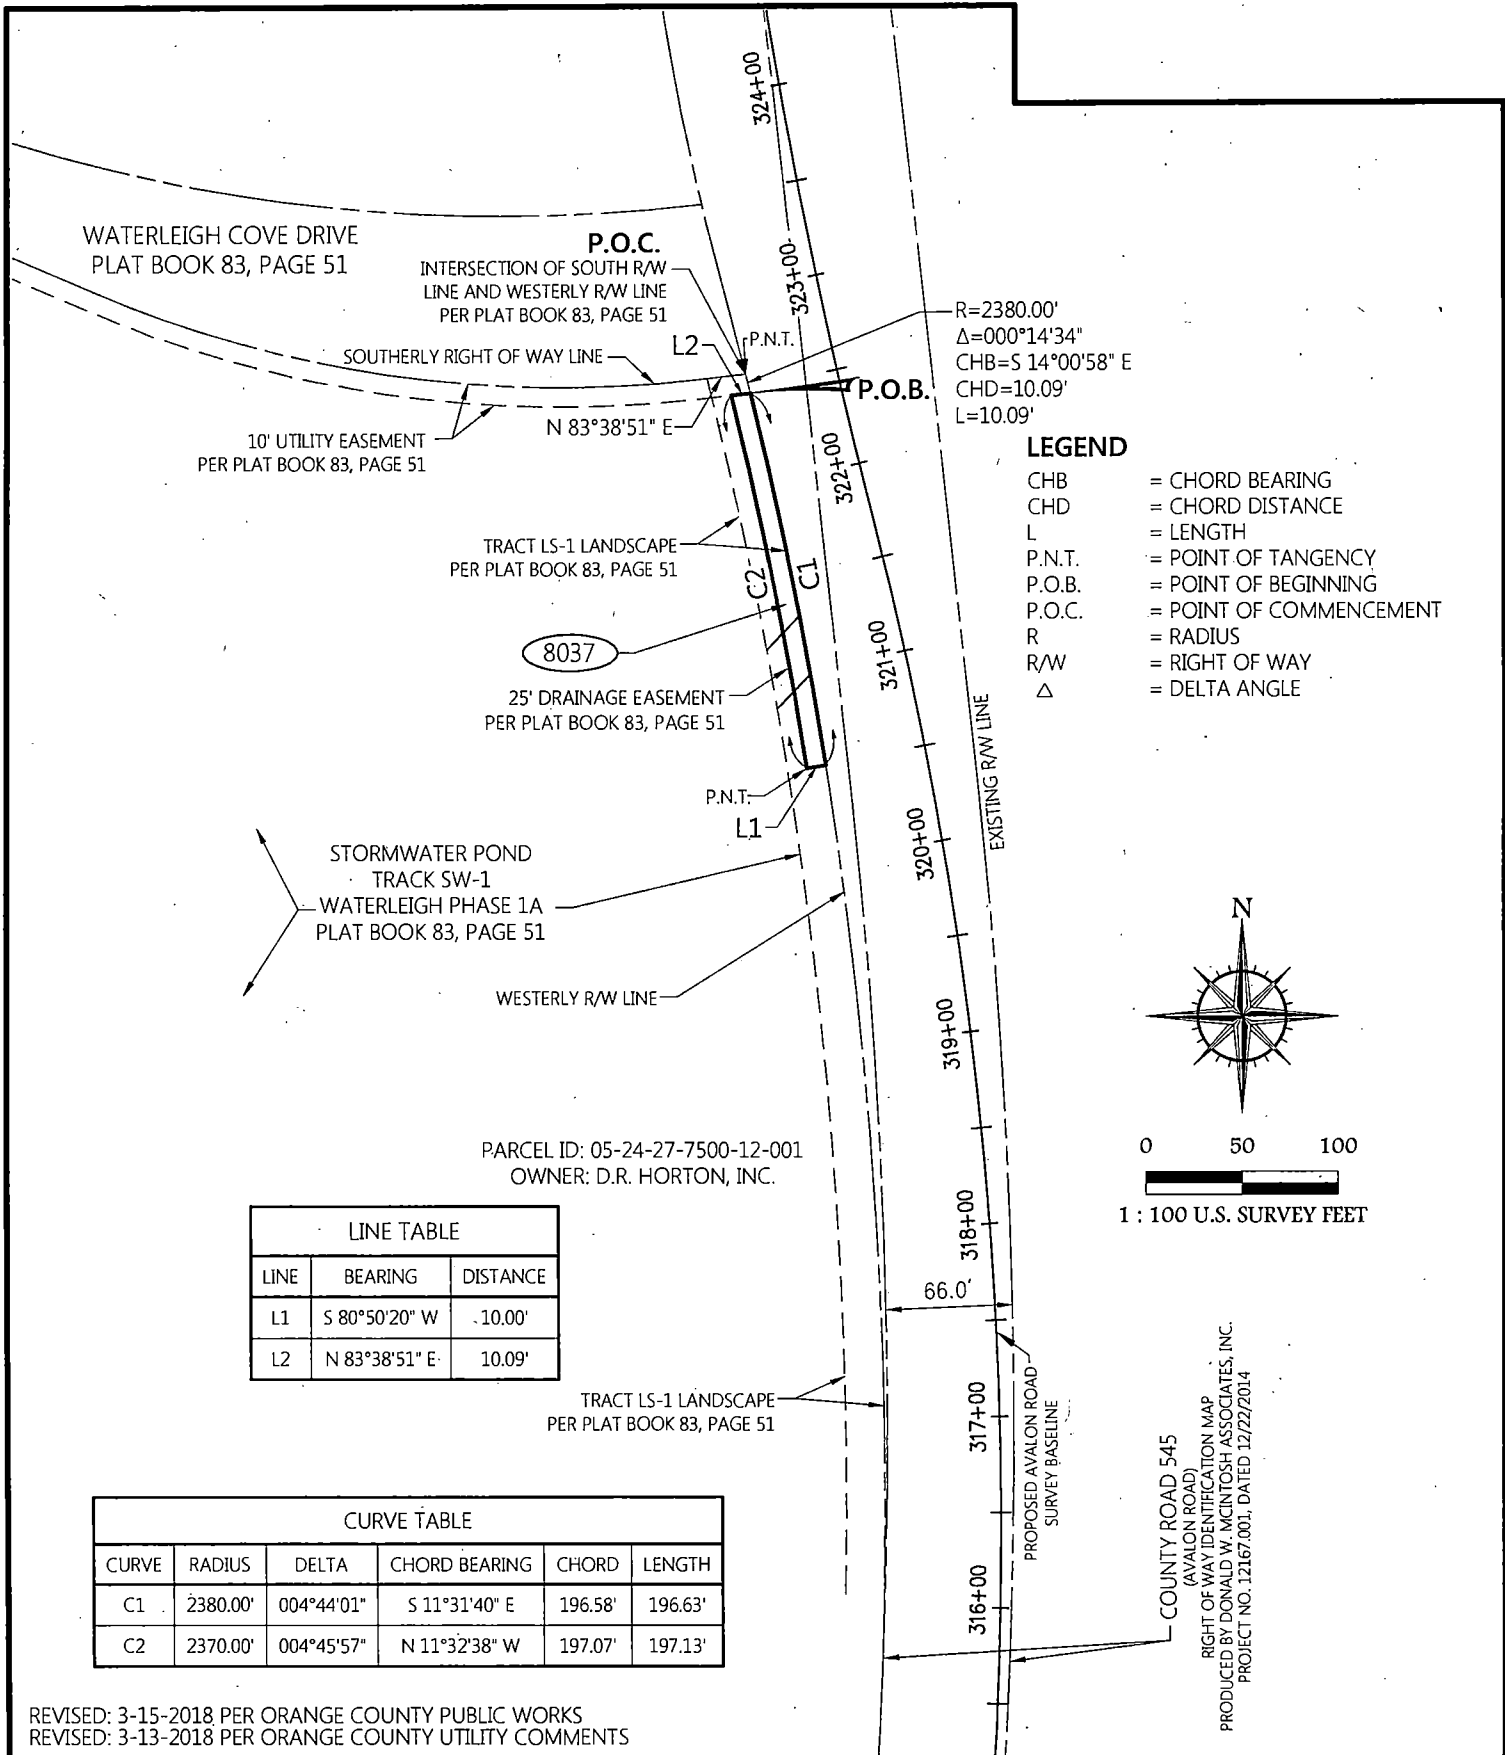 324+00
WATERLEIGH COVE DRIVE
PLAT BOOK 83, PAGE 51
P.O.C.
INTERSECTION OF SOUTH R/W
LINE AND WESTERLY R/W LINE
PER PLAT BOOK 83, PAGE 51
323+00
R=2380.00'
Δ=000°14'34"
CHB=S 14°00'58" E
CHD=10.09'
L=10.09'
SOUTHERLY RIGHT OF WAY LINE
L2
P.N.T.
P.O.B.
N 83°38'51" E
10' UTILITY EASEMENT
PER PLAT BOOK 83, PAGE 51
322+00
LEGEND
CHB = CHORD BEARING
CHD = CHORD DISTANCE
L = LENGTH
P.N.T. = POINT OF TANGENCY
P.O.B. = POINT OF BEGINNING
P.O.C. = POINT OF COMMENCEMENT
R = RADIUS
R/W = RIGHT OF WAY
Δ = DELTA ANGLE
TRACT LS-1 LANDSCAPE
PER PLAT BOOK 83, PAGE 51
C2
C1
8037
321+00
25' DRAINAGE EASEMENT
PER PLAT BOOK 83, PAGE 51
EXISTING R/W LINE
P.N.T.
L1
320+00
STORMWATER POND
TRACK SW-1
WATERLEIGH PHASE 1A
PLAT BOOK 83, PAGE 51
WESTERLY R/W LINE
N
319+00
0 50 100
1 : 100 U.S. SURVEY FEET
PARCEL ID: 05-24-27-7500-12-001
OWNER: D.R. HORTON, INC.
318+00
66.0'
LINE TABLE
LINE BEARING DISTANCE
L1 S 80°50'20" W 10.00'
L2 N 83°38'51" E 10.09'
TRACT LS-1 LANDSCAPE
PER PLAT BOOK 83, PAGE 51
317+00
PROPOSED AVALON ROAD
SURVEY BASELINE
316+00
COUNTY ROAD 545
(AVALON ROAD)
RIGHT OF WAY IDENTIFICATION MAP
PRODUCED BY DONALD W. MCINTOSH ASSOCIATES, INC.
PROJECT NO. 12167.001, DATED 12/22/2014
CURVE TABLE
CURVE RADIUS DELTA CHORD BEARING CHORD LENGTH
C1 2380.00' 004°44'01" S 11°31'40" E 196.58' 196.63'
C2 2370.00' 004°45'57" N 11°32'38" W 197.07' 197.13'
REVISED: 3-15-2018 PER ORANGE COUNTY PUBLIC WORKS
REVISED: 3-13-2018 PER ORANGE COUNTY UTILITY COMMENTS